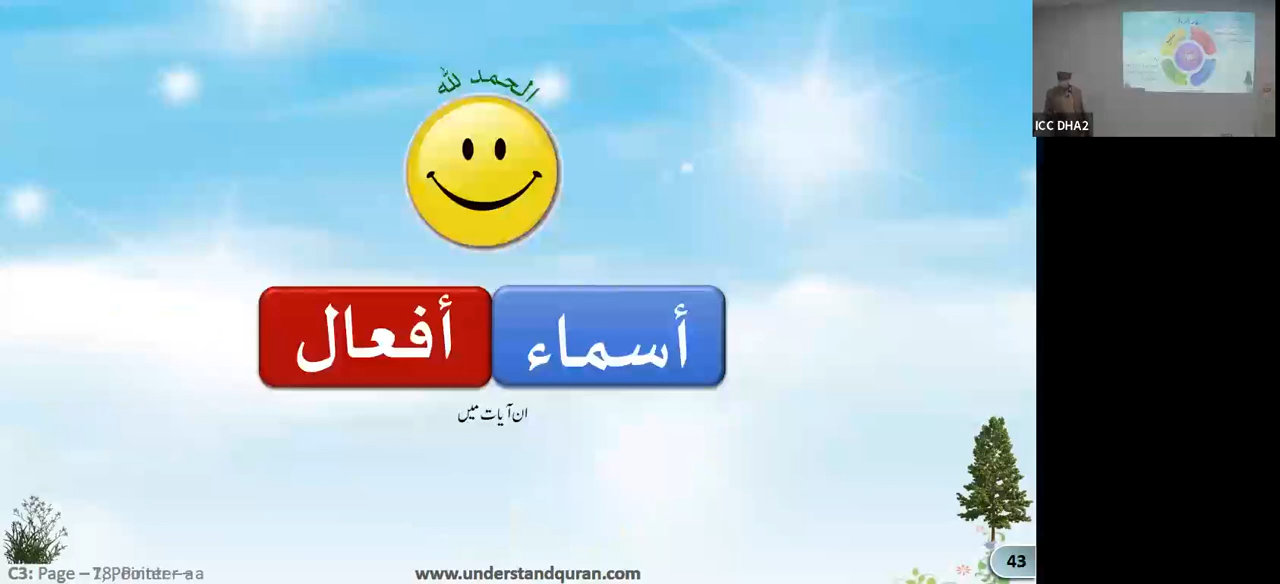 الحمد لله
أسماء أفعال
ان آیات میں
C3: Page –
www.understandquran.com
43
ICC DHA2